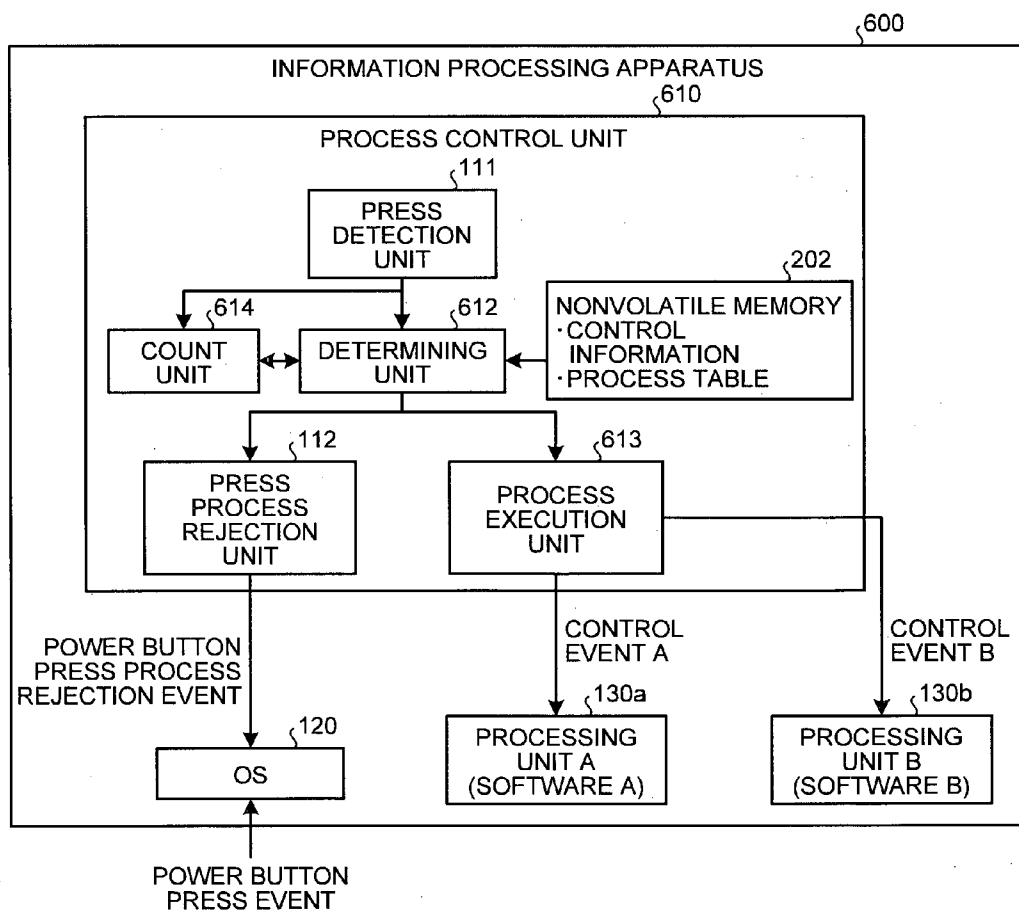 600
INFORMATION PROCESSING APPARATUS
610
PROCESS CONTROL UNIT
111
PRESS
DETECTION
UNIT
202
NONVOLATILE MEMORY
·CONTROL
INFORMATION
·PROCESS TABLE
614
COUNT
UNIT
612
DETERMINING
UNIT
112
PRESS
PROCESS
REJECTION
UNIT
613
PROCESS
EXECUTION
UNIT
POWER BUTTON
PRESS PROCESS
REJECTION EVENT
CONTROL
EVENT A
CONTROL
EVENT B
120
OS
130a
PROCESSING
UNIT A
(SOFTWARE A)
130b
PROCESSING
UNIT B
(SOFTWARE B)
POWER BUTTON
PRESS EVENT